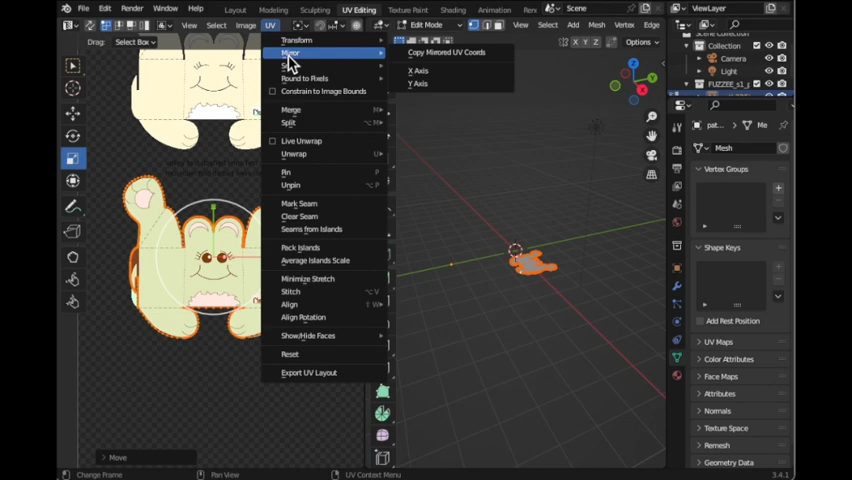 File Edit Render Window Help
Layout Modeling UV Editing Texture Paint Shading
Scene
ViewLayer
View Select Image UV
Edit Mode
View Select Add Mesh Vertex
Drag: Select Box
X Y Z
Options
Transform
Mirror
Copy Mirrored UV Coords
X Axis
Y Axis
Round to Pixels
Constrain to Image Bounds
Merge M
Split ⌥M
Live Unwrap
Unwrap U
Pin P
Unpin ⌥P
Mark Seam
Clear Seam
Seams from Islands
Pack Islands
Average Islands Scale
Minimize Stretch
Stitch ⌥V
Align ⇧W
Align Rotation
Show/Hide Faces
Reset
Export UV Layout
Z
Y
X
Scene Collection
Collection
Camera
Light
FUZZEE_s1_p
pat... Me
Mesh
Vertex Groups
Shape Keys
Add Rest Position
UV Maps
Color Attributes
Face Maps
Attributes
Normals
Texture Space
Remesh
Geometry Data
Move
Change Frame Pan View UV Context Menu 3.4.1